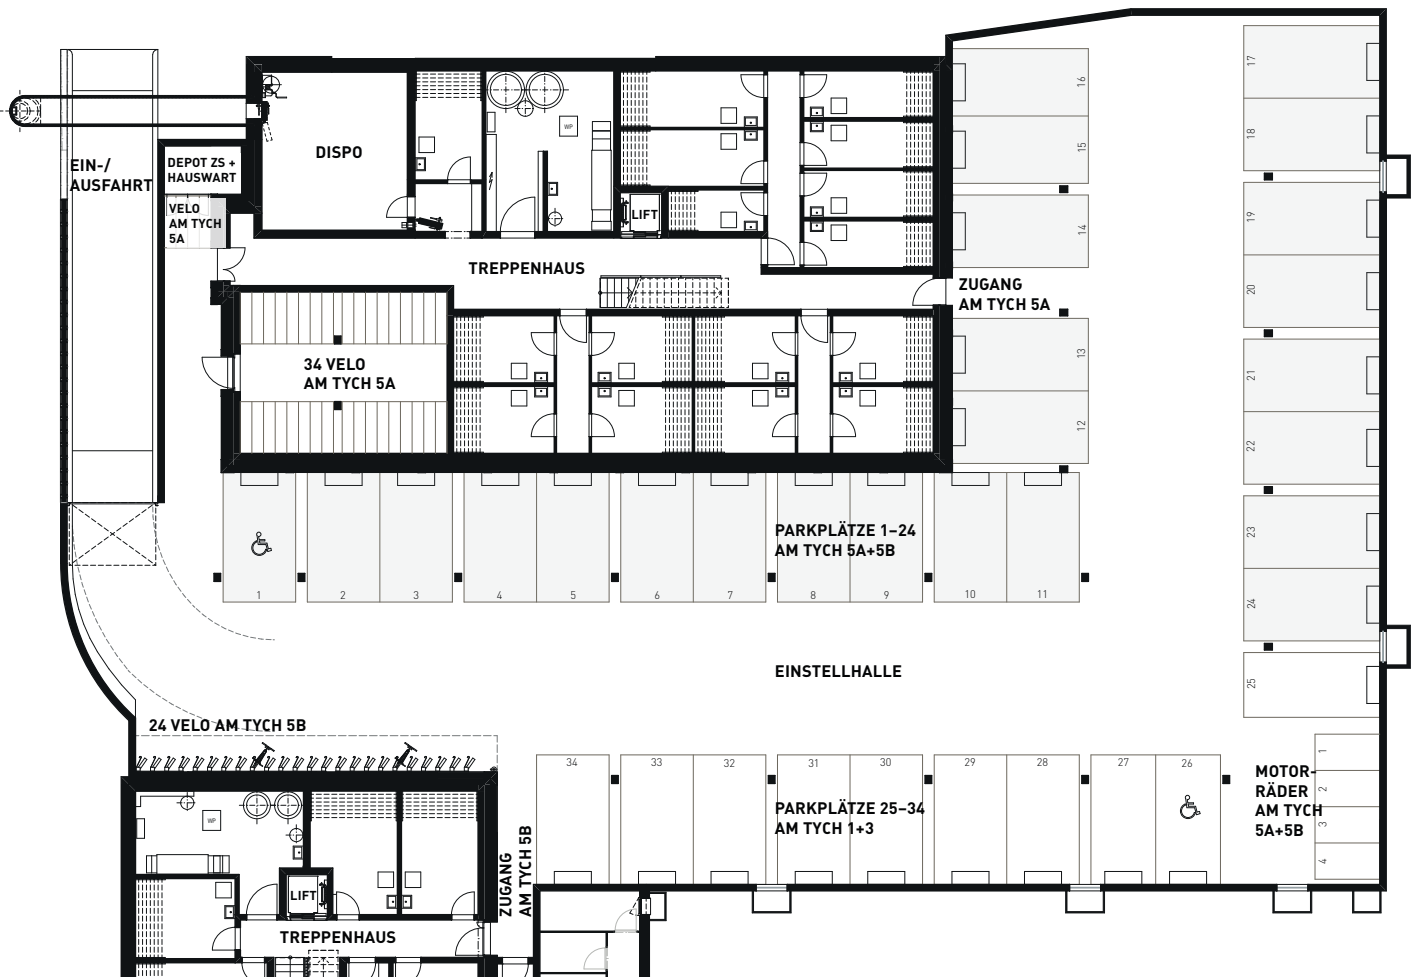 17
16
18
15
WP
DISPO
EIN-/
AUSFAHRT
DEPOT ZS +
HAUSWART
VELO
AM TYCH
5A
LIFT
19
14
20
TREPPENHAUS
ZUGANG
AM TYCH 5A
13
21
34 VELO
AM TYCH 5A
12
22
PARKPLÄTZE 1–24
AM TYCH 5A+5B
23
24
1
2
3
4
5
6
7
8
9
10
11
EINSTELLHALLE
25
24 VELO AM TYCH 5B
34
33
32
31
30
29
28
27
26
1
2
3
4
MOTOR-
RÄDER
AM TYCH
5A+5B
PARKPLÄTZE 25–34
AM TYCH 1+3
WP
ZUGANG
AM TYCH 5B
LIFT
TREPPENHAUS